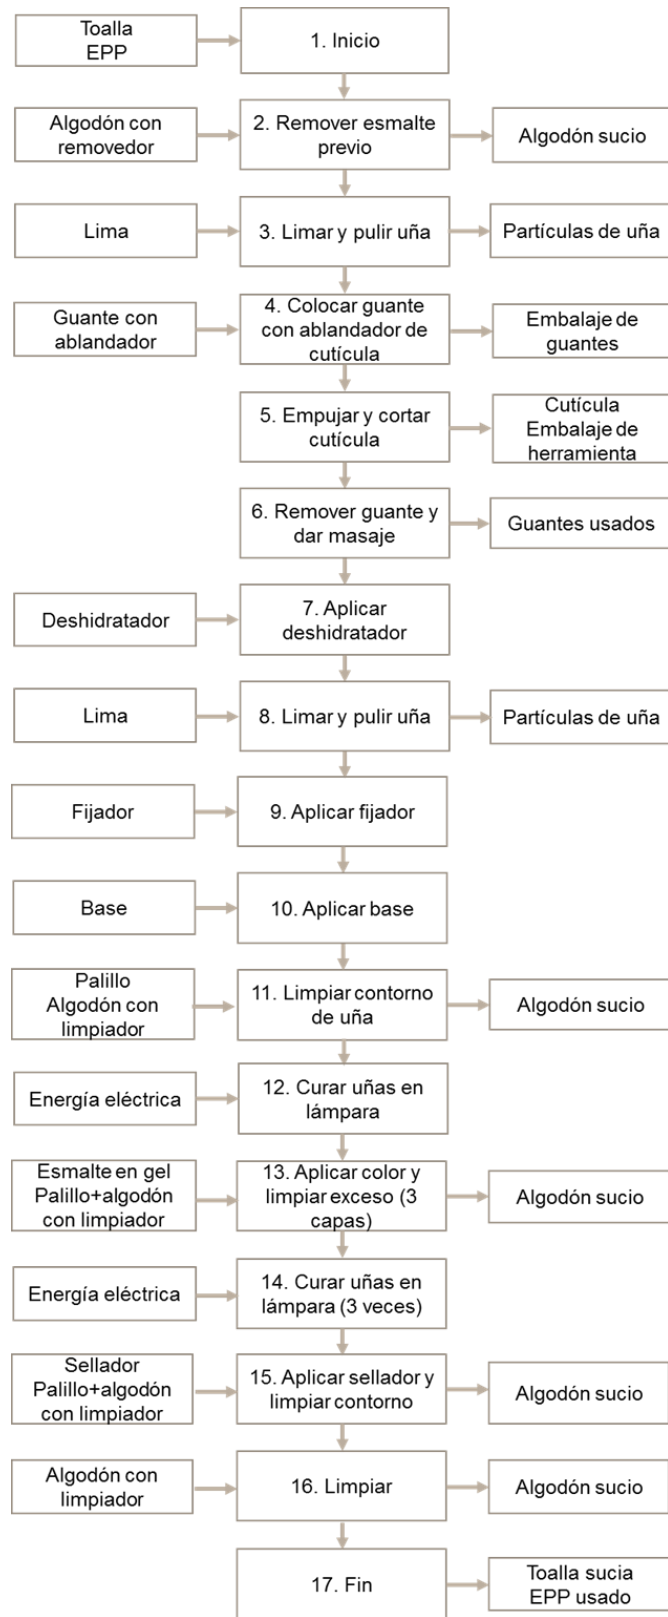 Toalla
EPP
1. Inicio
Algodón con
removedor
2. Remover esmalte
previo
Algodón sucio
Lima
3. Limar y pulir uña
Partículas de uña
Guante con
ablandador
4. Colocar guante
con ablandador de
cutícula
Embalaje de
guantes
5. Empujar y cortar
cutícula
Cutícula
Embalaje de
herramienta
6. Remover guante y
dar masaje
Guantes usados
Deshidratador
7. Aplicar
deshidratador
Lima
8. Limar y pulir uña
Partículas de uña
Fijador
9. Aplicar fijador
Base
10. Aplicar base
Palillo
Algodón con
limpiador
11. Limpiar contorno
de uña
Algodón sucio
Energía eléctrica
12. Curar uñas en
lámpara
Esmalte en gel
Palillo+algodón
con limpiador
13. Aplicar color y
limpiar exceso (3
capas)
Algodón sucio
Energía eléctrica
14. Curar uñas en
lámpara (3 veces)
Sellador
Palillo+algodón
con limpiador
15. Aplicar sellador y
limpiar contorno
Algodón sucio
Algodón con
limpiador
16. Limpiar
Algodón sucio
17. Fin
Toalla sucia
EPP usado